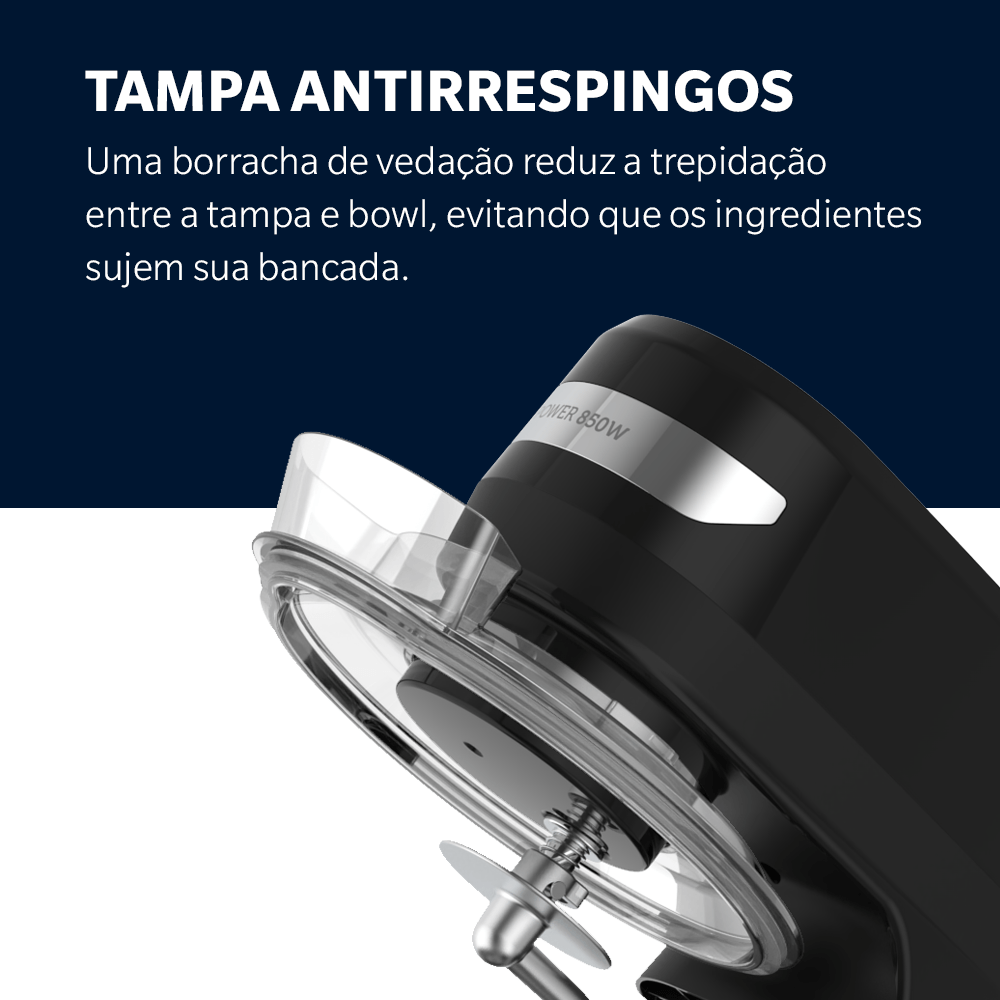 TAMPA ANTIRRESPINGOS
Uma borracha de vedação reduz a trepidação
entre a tampa e bowl, evitando que os ingredientes
sujem sua bancada.
850W